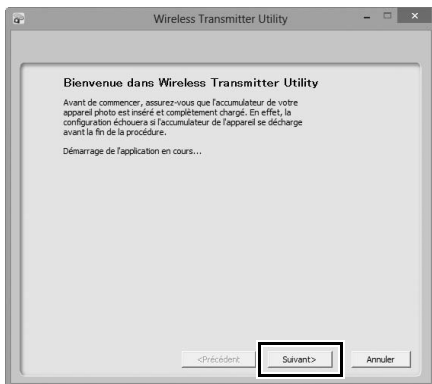 Wireless Transmitter Utility
Bienvenue dans Wireless Transmitter Utility
Avant de commencer, assurez-vous que l'accumulateur de votre
appareil photo est inséré et complètement chargé. En effet, la
configuration échouera si l'accumulateur de l'appareil se décharge
avant la fin de la procédure.
Démarrage de l'application en cours...
<Précédent Suivant> Annuler